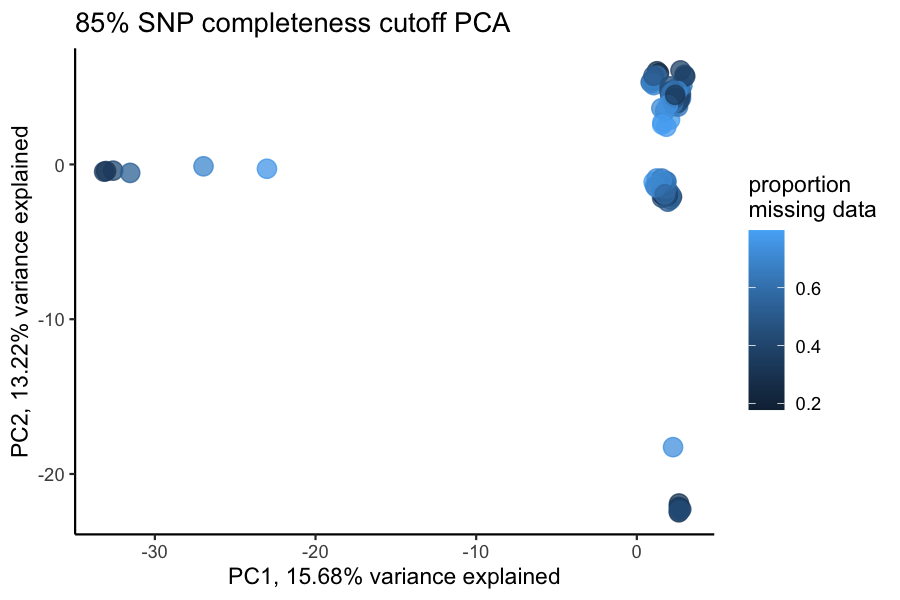 85% SNP completeness cutoff PCA
PC2, 13.22% variance explained
0
-10
-20
-30
-20
-10
0
PC1, 15.68% variance explained
proportion
missing data
0.6
0.4
0.2